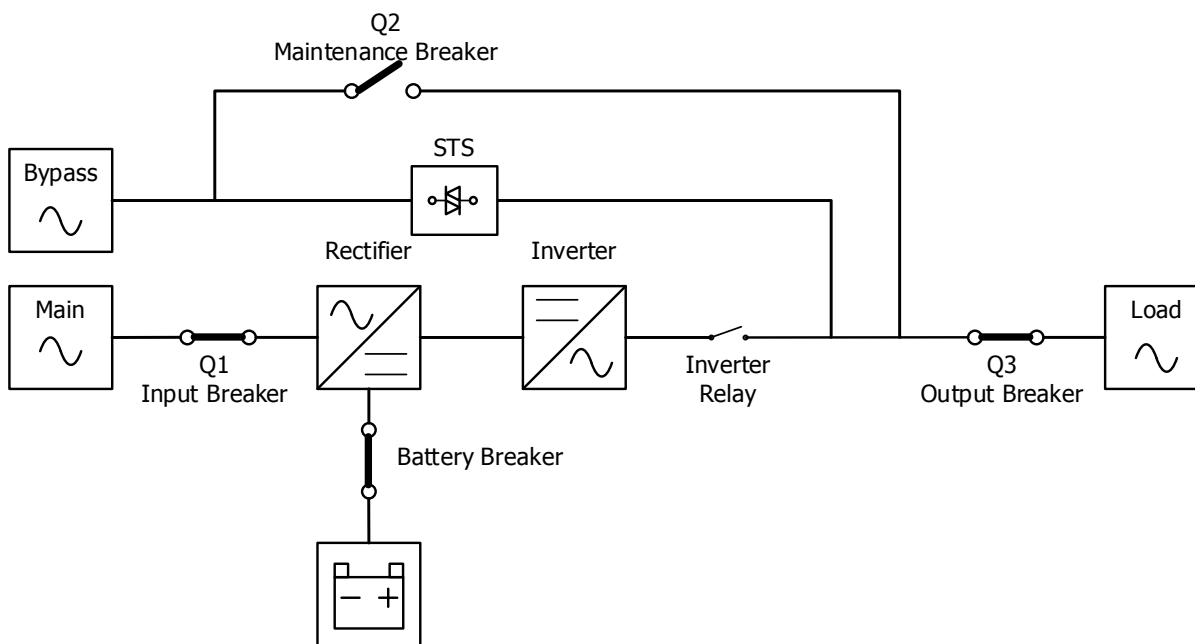 Q2
Maintenance Breaker
STS
Bypass
Rectifier
Inverter
Main
Load
Q1
Input Breaker
Inverter
Relay
Q3
Output Breaker
Battery Breaker